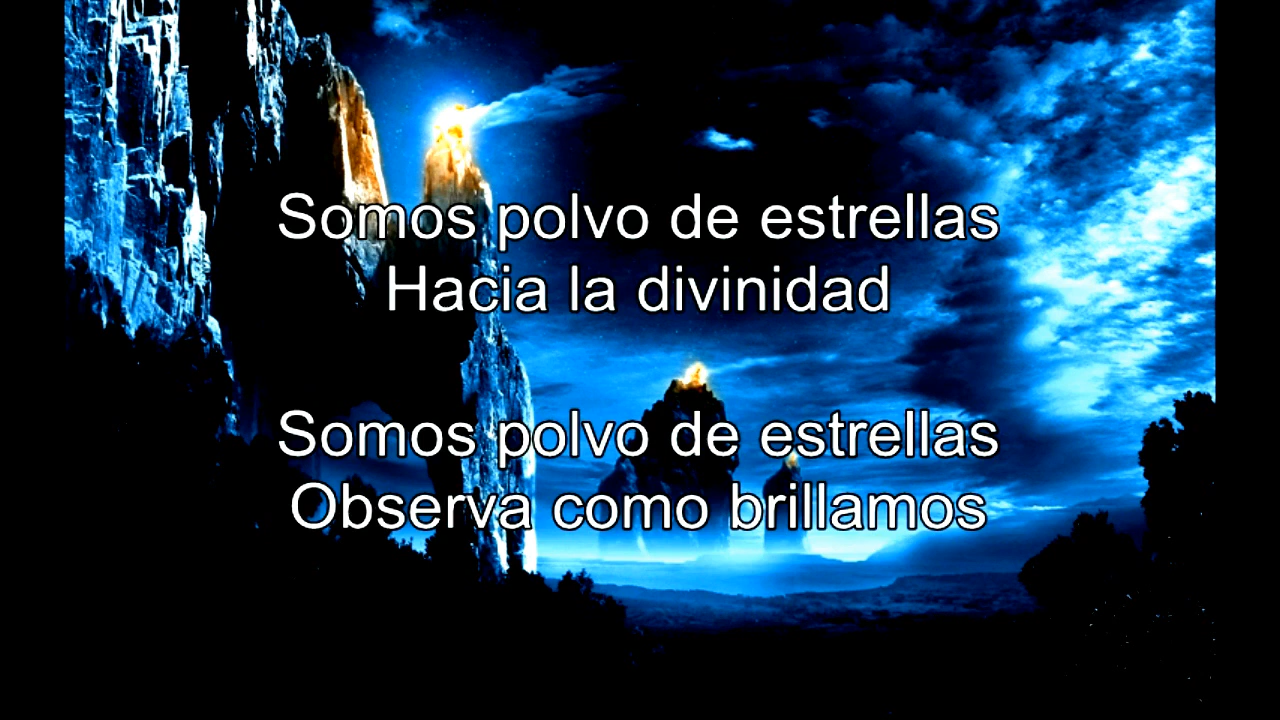 Somos polvo de estrellas
Hacia la divinidad
Somos polvo de estrellas
Observa como brillamos